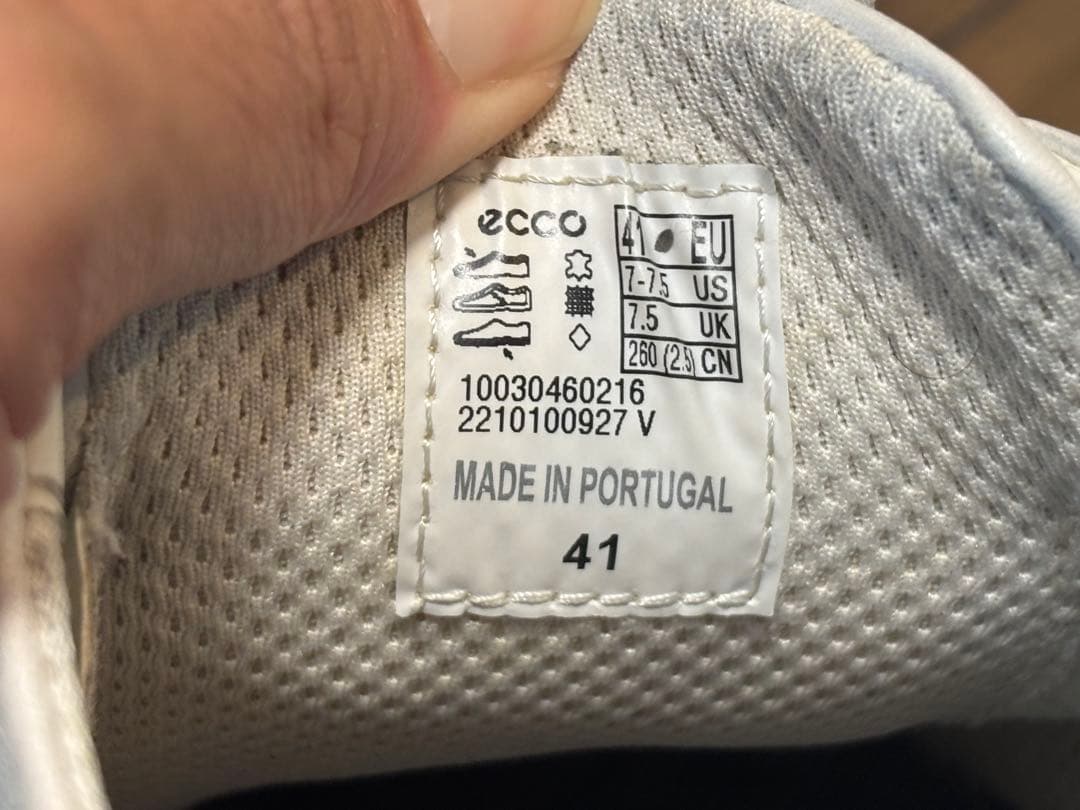 ecco
41 EU
7-7.5 US
7.5 UK
260 (2.5) CN
10030460216
2210100927 V
MADE IN PORTUGAL
41